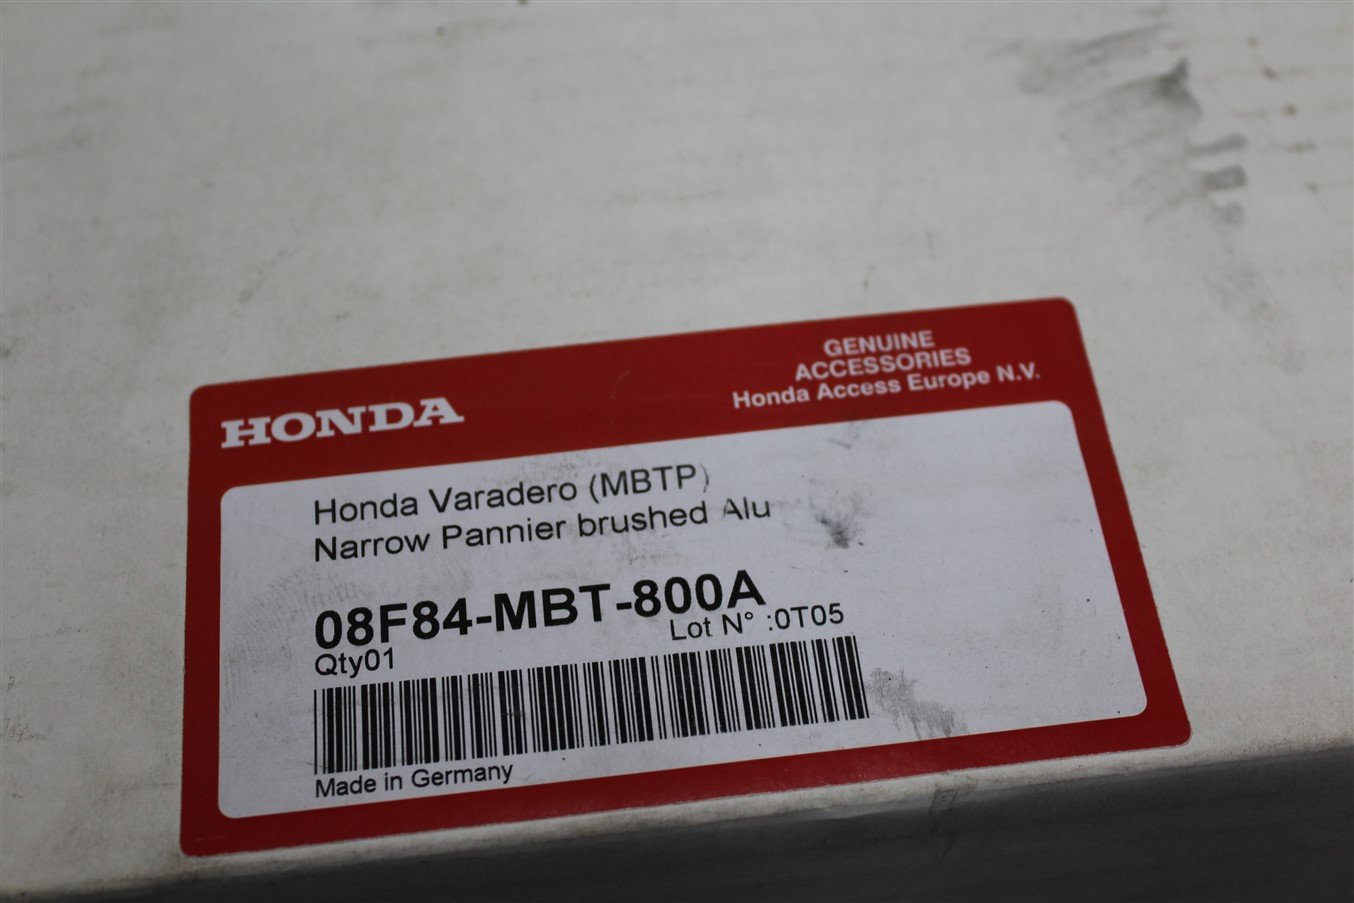 HONDA
GENUINE
ACCESSORIES
Honda Access Europe N.V.
Honda Varadero (MBTP)
Narrow Pannier brushed Alu
08F84-MBT-800A
Lot N° :0T05
Qty01
Made in Germany